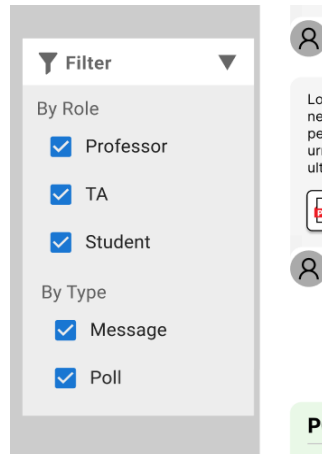 Filter
By Role
Professor
TA
Student
By Type
Message
Poll
Lo
ne
pe
ur
ult
P